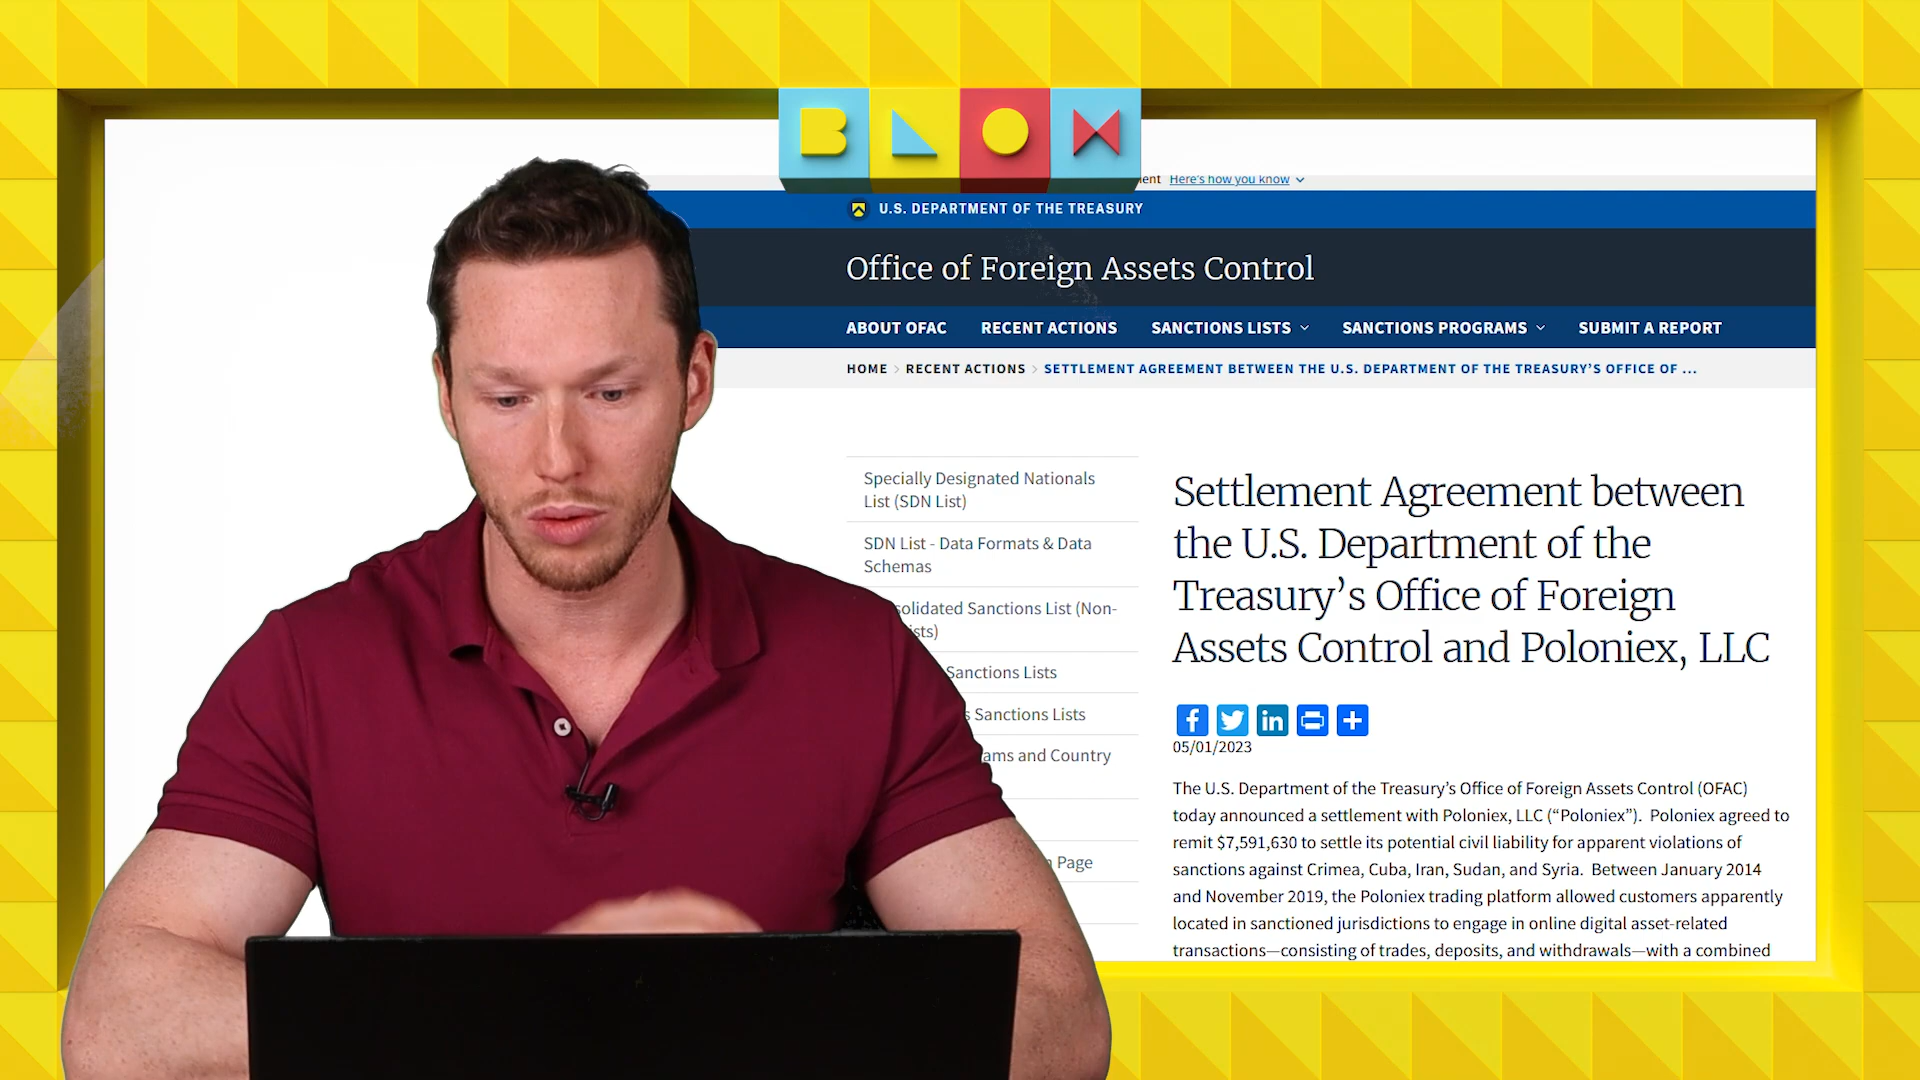 BLOX
Here's how you know
U.S. DEPARTMENT OF THE TREASURY
Office of Foreign Assets Control
ABOUT OFAC RECENT ACTIONS SANCTIONS LISTS SANCTIONS PROGRAMS SUBMIT A REPORT
HOME > RECENT ACTIONS > SETTLEMENT AGREEMENT BETWEEN THE U.S. DEPARTMENT OF THE TREASURY’S OFFICE OF ...
Specially Designated Nationals
List (SDN List)
SDN List - Data Formats & Data
Schemas
Sanctions List (Non-
Sanctions Lists
Sanctions Lists
and Country
Page
Settlement Agreement between
the U.S. Department of the
Treasury’s Office of Foreign
Assets Control and Poloniex, LLC
05/01/2023
The U.S. Department of the Treasury’s Office of Foreign Assets Control (OFAC)
today announced a settlement with Poloniex, LLC (“Poloniex”). Poloniex agreed to
remit $7,591,630 to settle its potential civil liability for apparent violations of
sanctions against Crimea, Cuba, Iran, Sudan, and Syria. Between January 2014
and November 2019, the Poloniex trading platform allowed customers apparently
located in sanctioned jurisdictions to engage in online digital asset-related
transactions—consisting of trades, deposits, and withdrawals—with a combined